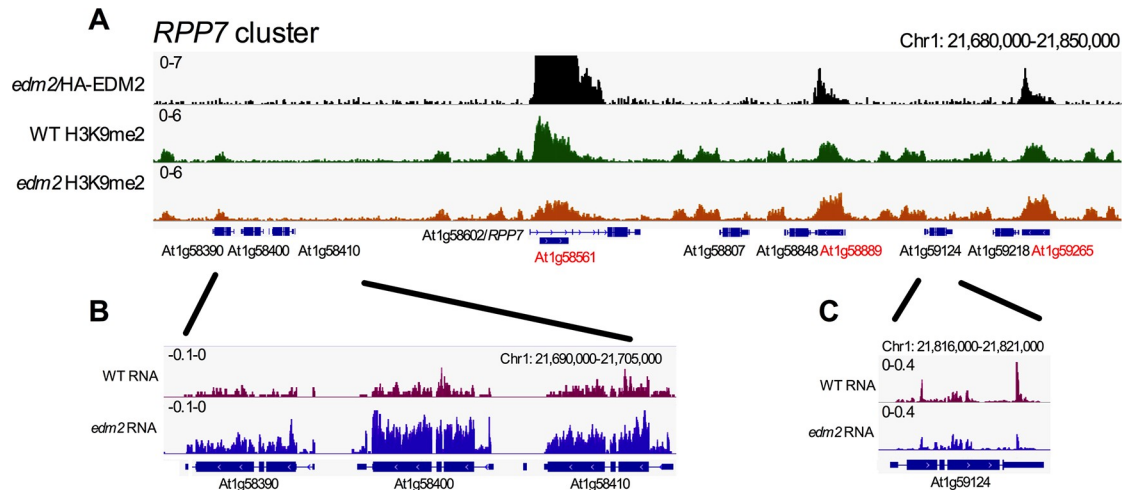 A
RPP7 cluster
Chr1: 21,680,000-21,850,000
edm2/HA-EDM2
0-7
WT H3K9me2
0-6
edm2 H3K9me2
0-6
At1g58390 At1g58400 At1g58410 At1g58602/RPP7 At1g58561 At1g58807 At1g58848 At1g58889 At1g59124 At1g59218 At1g59265
B
Chr1: 21,690,000-21,705,000
WT RNA
-0.1-0
edm2 RNA
-0.1-0
At1g58390 At1g58400 At1g58410
C
Chr1: 21,816,000-21,821,000
WT RNA
0-0.4
edm2 RNA
0-0.4
At1g59124